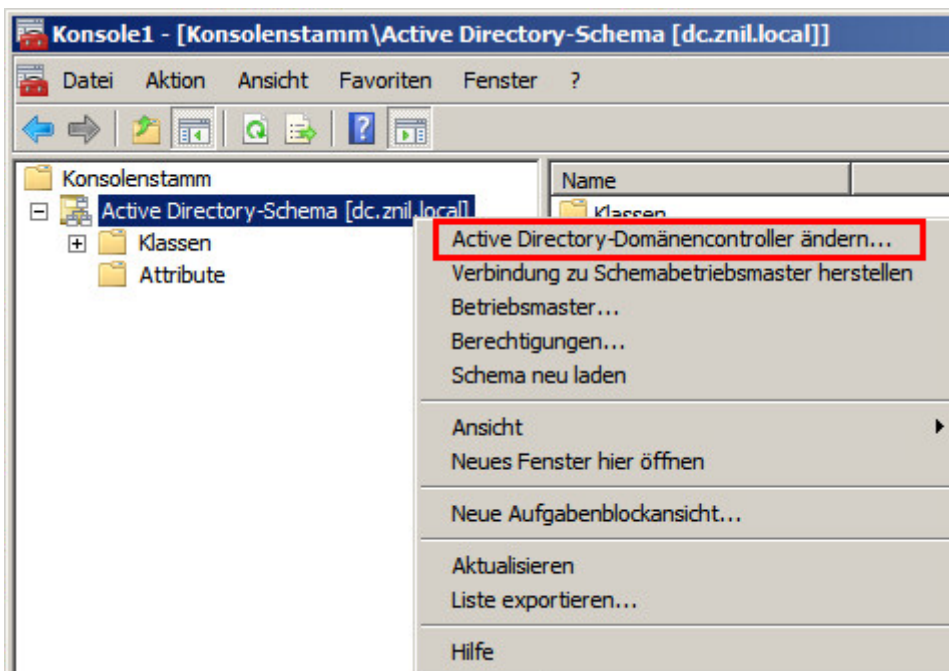 Konsole1 - [Konsolenstamm\Active Directory-Schema [dc.znil.local]]
Datei Aktion Ansicht Favoriten Fenster ?
Konsolenstamm
Active Directory-Schema [dc.znil.local]
Klassen
Attribute
Name
Klassen
Active Directory-Domänencontroller ändern...
Verbindung zu Schemabetriebsmaster herstellen
Betriebsmaster...
Berechtigungen...
Schema neu laden
Ansicht
Neues Fenster hier öffnen
Neue Aufgabenblockansicht...
Aktualisieren
Liste exportieren...
Hilfe